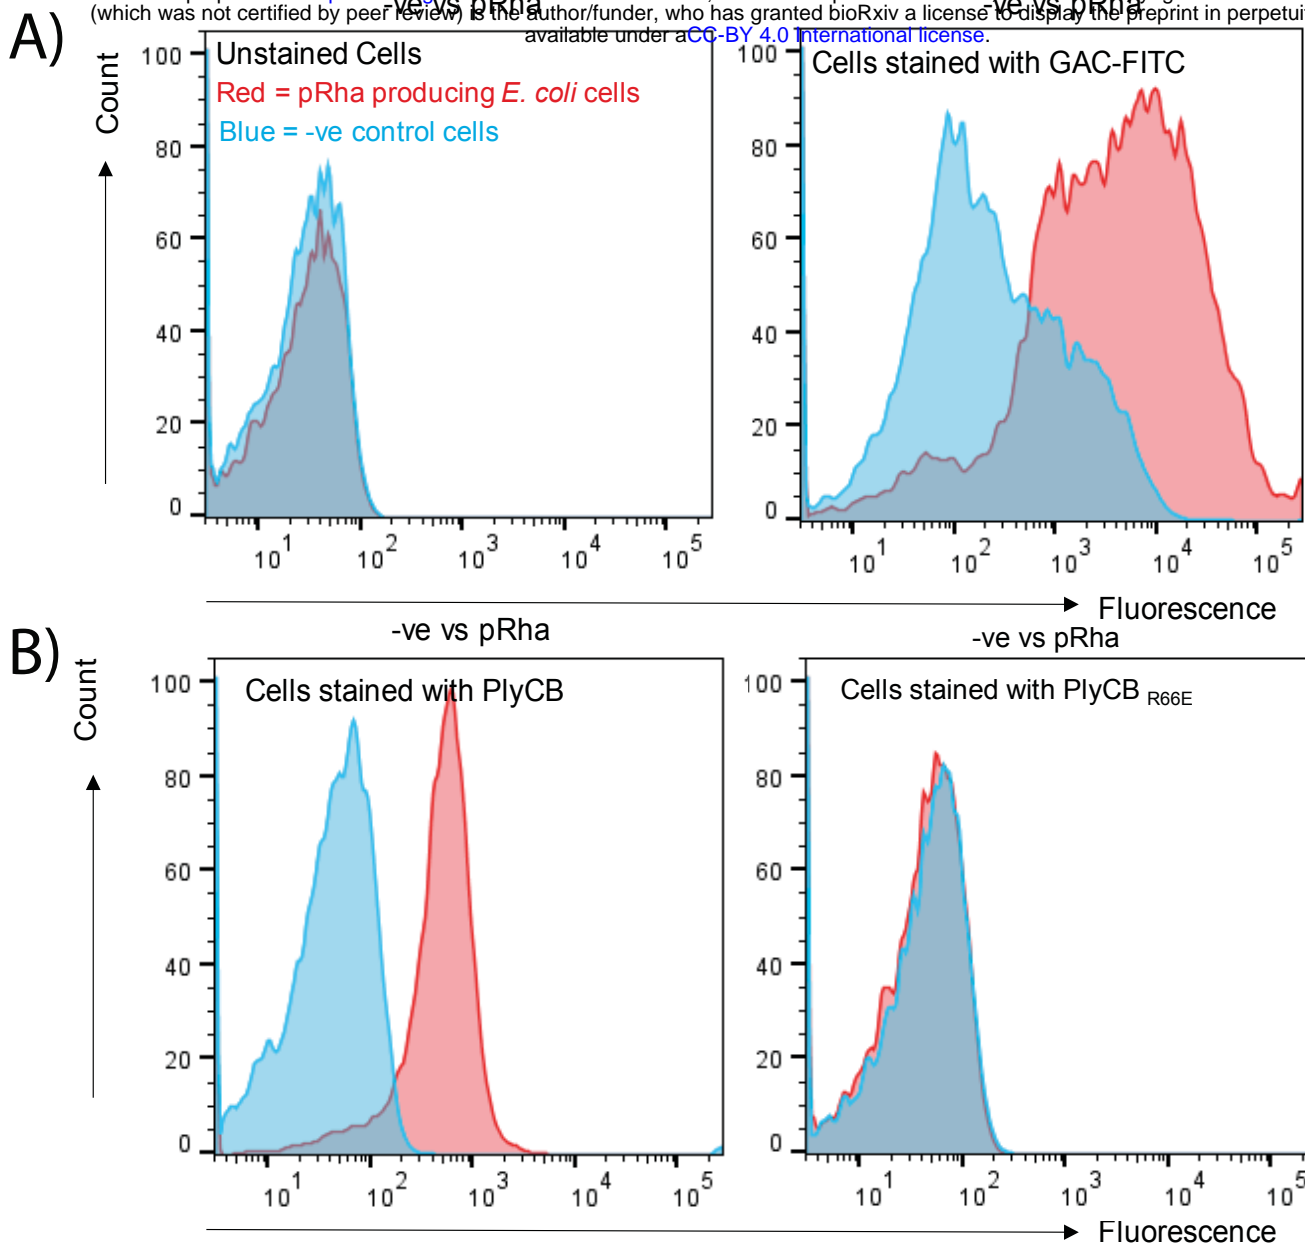 (which was not certified by peer review) is the author/funder, who has granted bioRxiv a license to display the preprint in perpetui
available under aCC-BY 4.0 International license.
A)
-ve vs pRha
-ve vs pRha
Count
Unstained Cells
Red = pRha producing E. coli cells
Blue = -ve control cells
100
80
60
40
20
0
10^1
10^2
10^3
10^4
10^5
Cells stained with GAC-FITC
100
80
60
40
20
0
10^1
10^2
10^3
10^4
10^5
Fluorescence
B)
-ve vs pRha
-ve vs pRha
Count
Cells stained with PlyCB
100
80
60
40
20
0
10^1
10^2
10^3
10^4
10^5
Cells stained with PlyCB R66E
100
80
60
40
20
0
10^1
10^2
10^3
10^4
10^5
Fluorescence